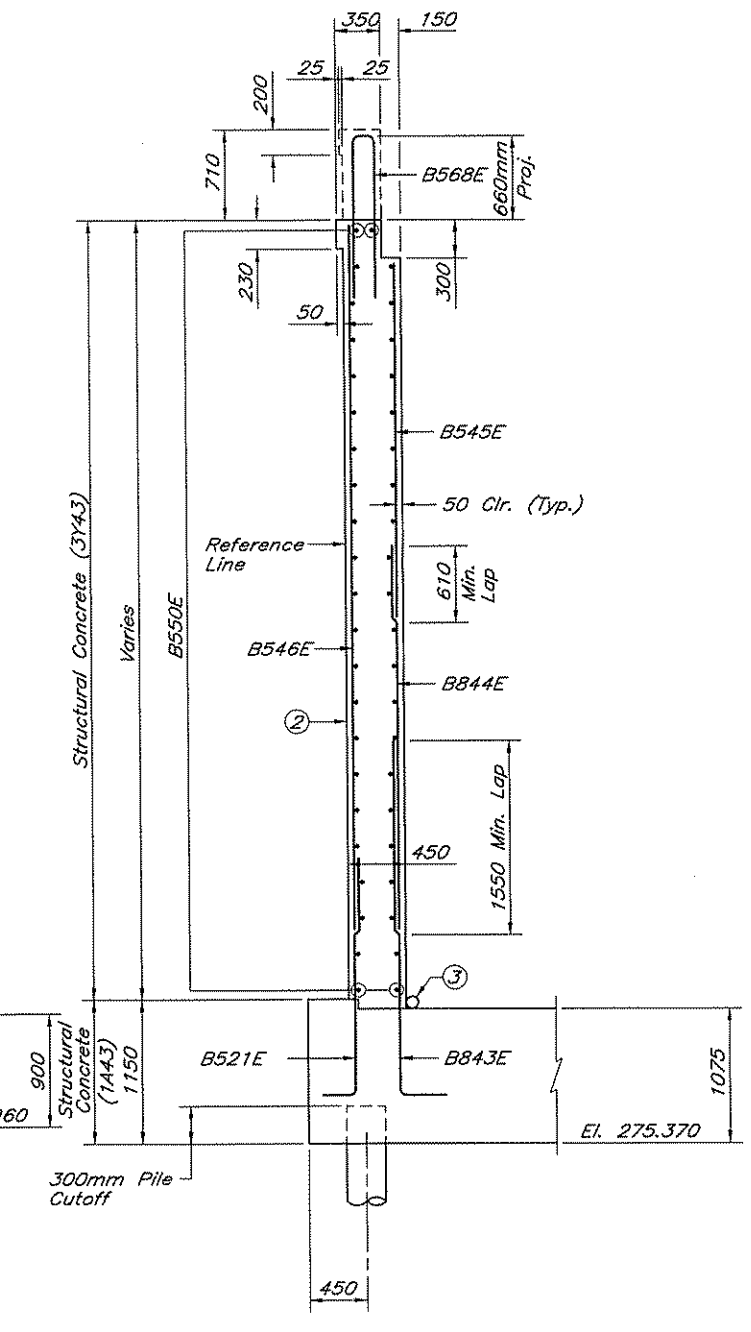 350
150
25
25
200
710
B568E
660mm
Proj.
230
300
50
B545E
50 Clr. (Typ.)
Reference
Line
610
Min.
Lap
Structural Concrete (3Y43)
Varies
B550E
B546E
B844E
2
1550 Min. Lap
450
3
900
Structural
Concrete
(1A43)
1150
B521E
B843E
1075
960
El. 275.370
300mm Pile
Cutoff
450